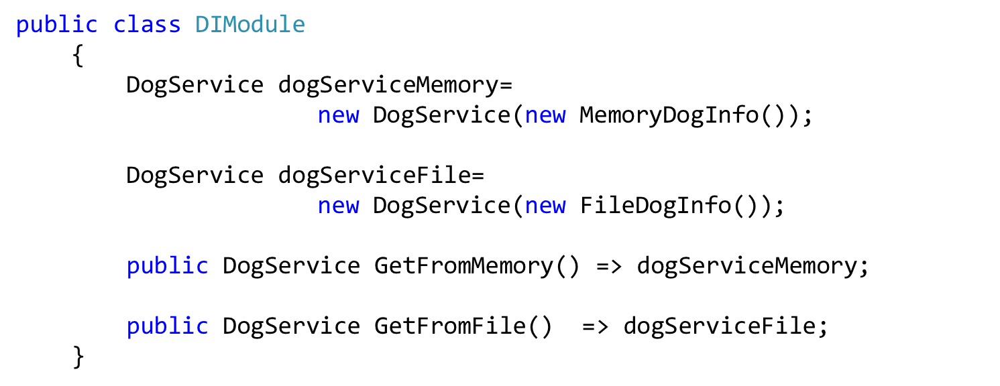 public class DIModule
{
DogService dogServiceMemory=
new DogService(new MemoryDogInfo());
DogService dogServiceFile=
new DogService(new FileDogInfo());
public DogService GetFromMemory() => dogServiceMemory;
public DogService GetFromFile()  => dogServiceFile;
}